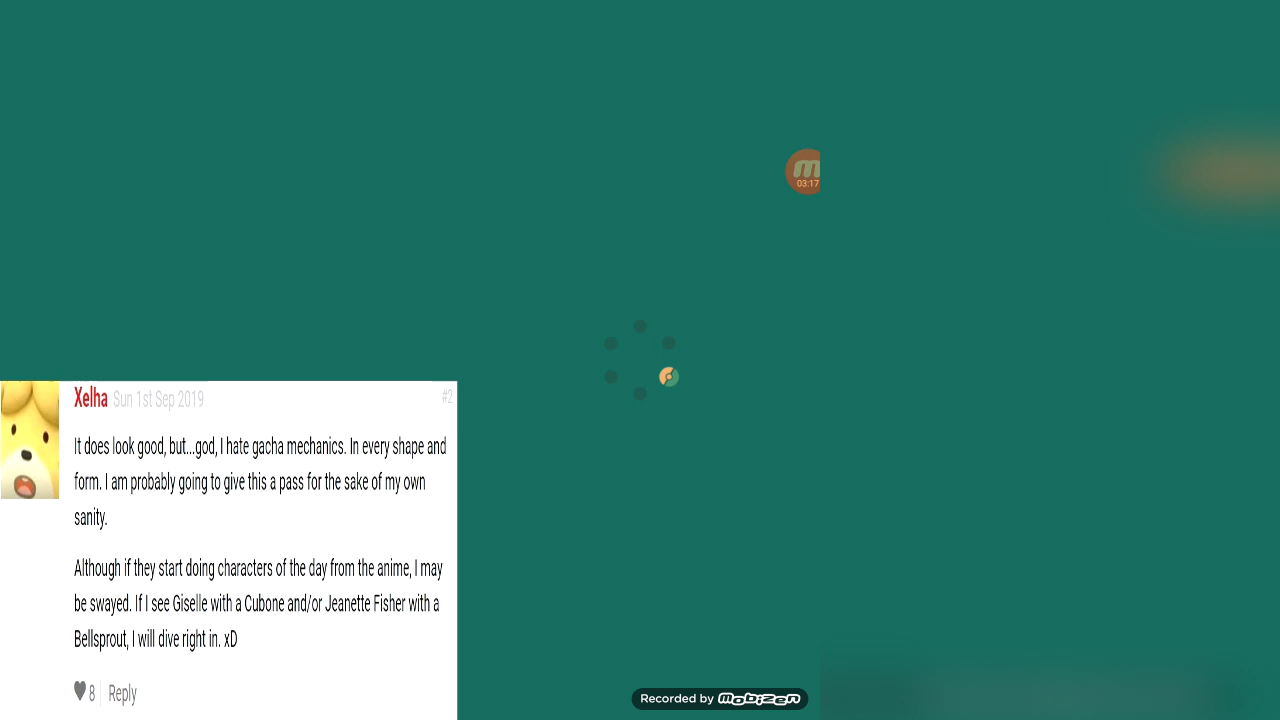 03:17
Xelha Sun 1st Sep 2019 #2
It does look good, but...god, I hate gacha mechanics. In every shape and
form. I am probably going to give this a pass for the sake of my own
sanity.
Although if they start doing characters of the day from the anime, I may
be swayed. If I see Giselle with a Cubone and/or Jeanette Fisher with a
Bellsprout, I will dive right in. xD
8 Reply
Recorded by mobizen